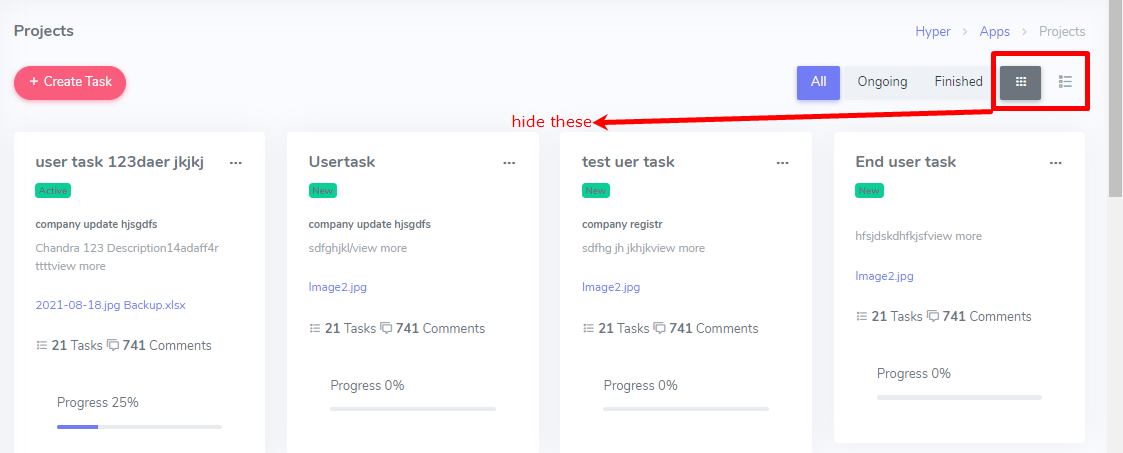 Projects
Hyper > Apps > Projects
+ Create Task
All Ongoing Finished
hide these
user task 123daer jkjkj ...
Active
company update hjsgdfs
Chandra 123 Description14adaff4r
ttttview more
2021-08-18.jpg Backup.xlsx
21 Tasks 741 Comments
Progress 25%
Usertask ...
New
company update hjsgdfs
sdfghjkl/view more
Image2.jpg
21 Tasks 741 Comments
Progress 0%
test uer task ...
New
company registr
sdfhg jh jkhjkview more
Image2.jpg
21 Tasks 741 Comments
Progress 0%
End user task ...
New
hfsjdskdhfkjsfview more
Image2.jpg
21 Tasks 741 Comments
Progress 0%